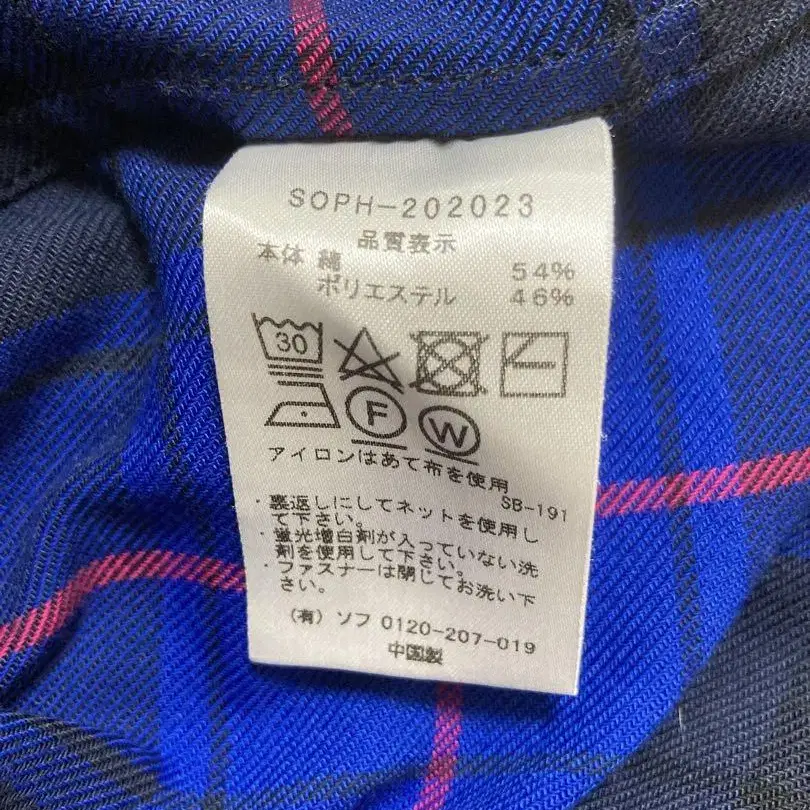 SOPH-202023
品質表示
本体 綿 54%
ポリエステル 46%
30
F W
アイロンはあて布を使用
SB-191
・裏返しにしてネットを使用し
て下さい。
・蛍光増白剤が入っていない洗
剤を使用して下さい。
・ファスナーは閉じてお洗い下
さい。
(有) ソフ 0120-207-019
中国製